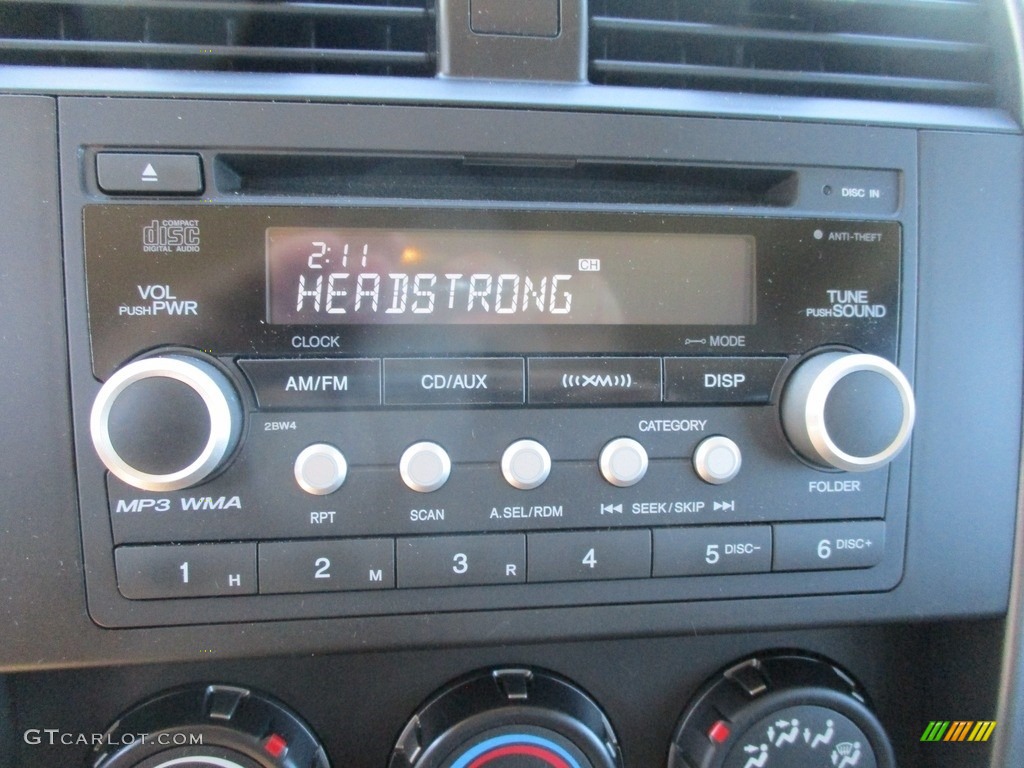 DISC IN
COMPACT
disc
DIGITAL AUDIO
ANTI-THEFT
2:11
CH
HEADSTRONG
VOL
PUSH PWR
TUNE
PUSH SOUND
CLOCK
MODE
AM/FM
CD/AUX
(((XM)))
DISP
2BW4
CATEGORY
FOLDER
MP3 WMA
RPT
SCAN
A.SEL/RDM
SEEK/SKIP
1 H
2 M
3 R
4
5 DISC−
6 DISC+
GTCARLOT.COM